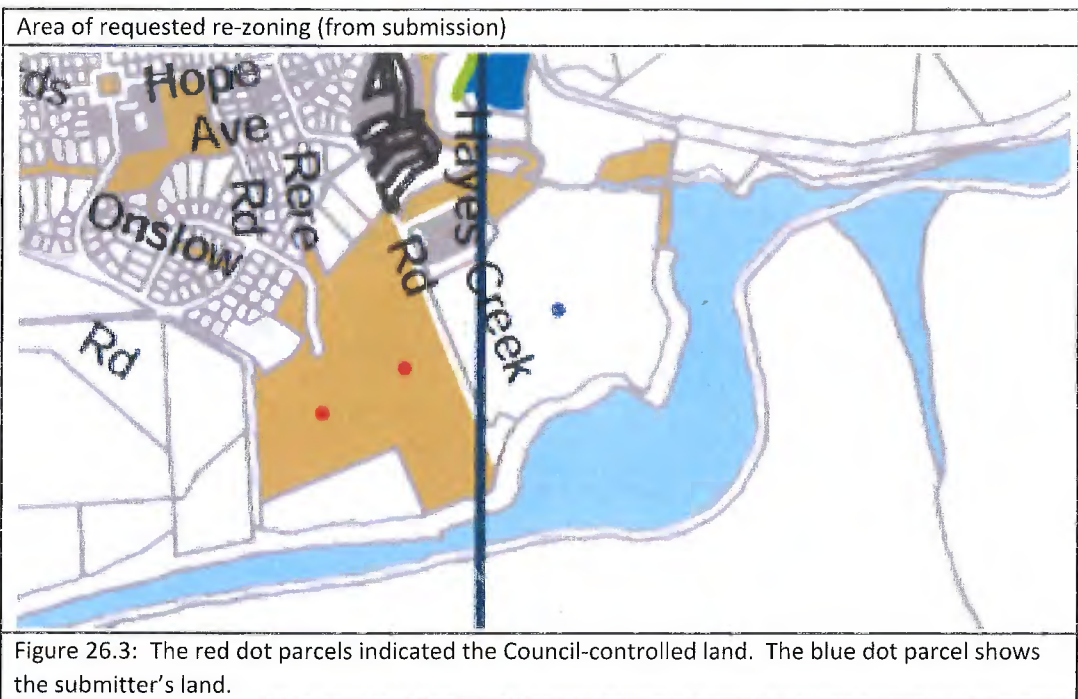 Area of requested re-zoning (from submission)
ds
Hope
Ave
Rere
Rd
Onslow
Hayes
Creek
Rd
Rd
Figure 26.3: The red dot parcels indicated the Council-controlled land. The blue dot parcel shows
the submitter's land.